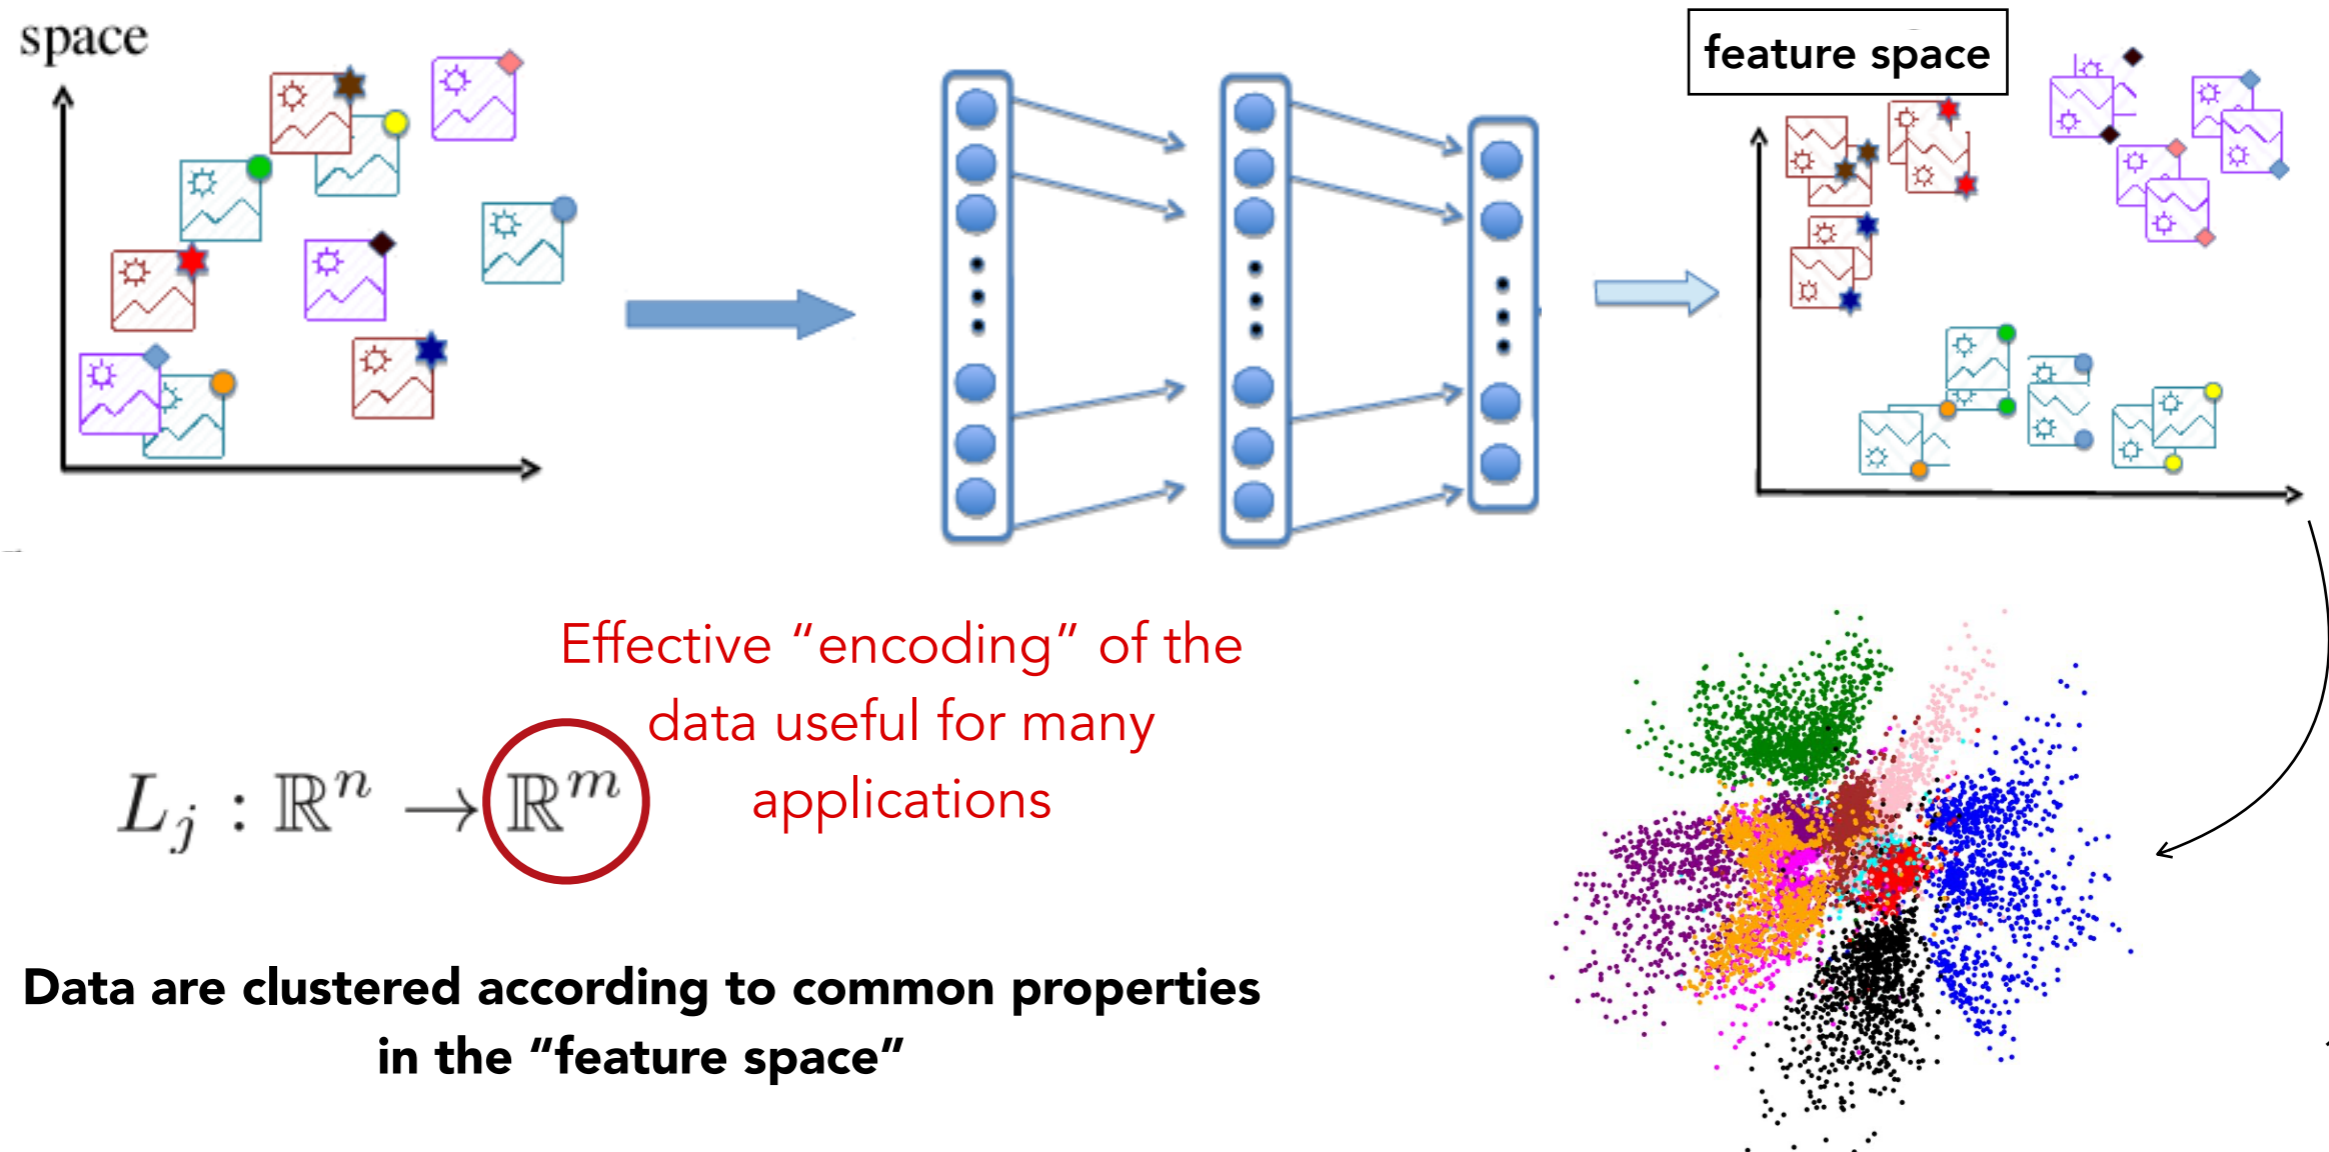 space
feature space
Effective “encoding” of the
data useful for many
applications
L_j : ℝ^n → ℝ^m
Data are clustered according to common properties
in the “feature space”